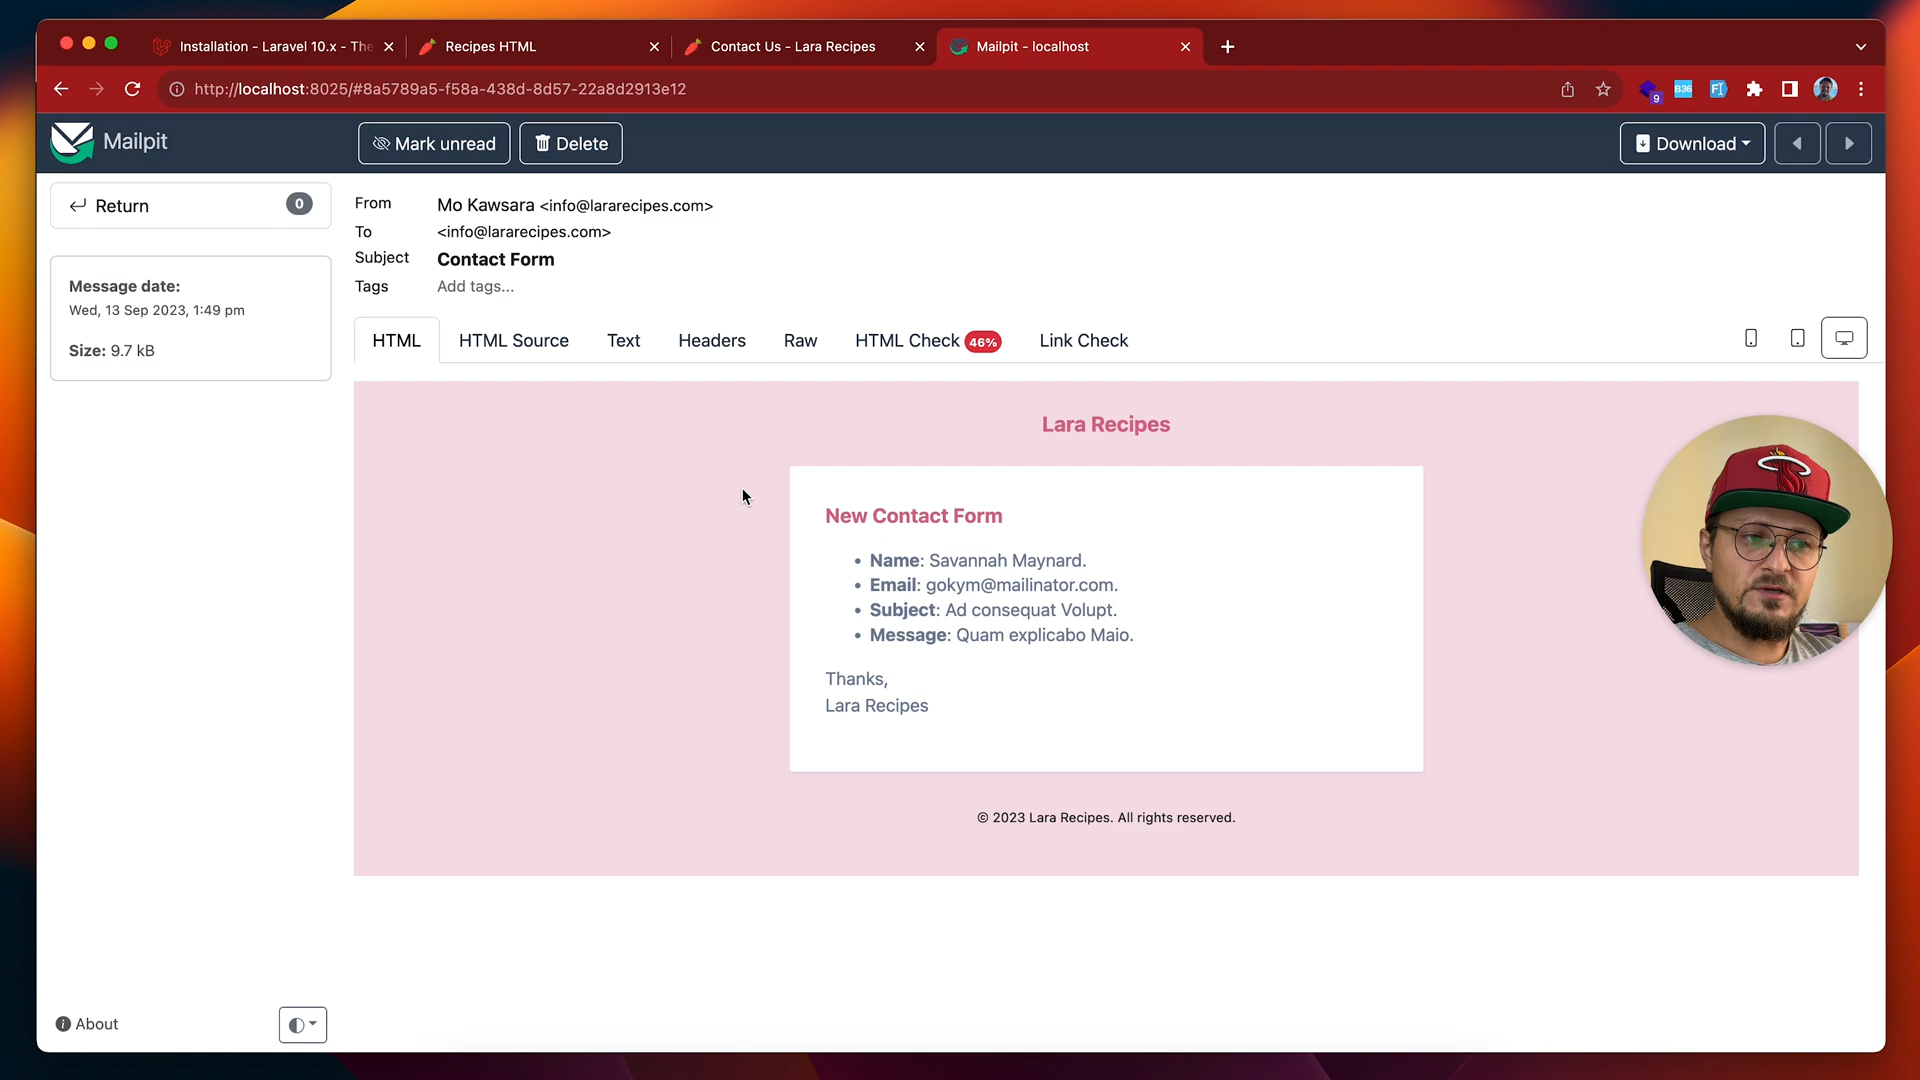 Installation - Laravel 10.x - The
Recipes HTML
Contact Us - Lara Recipes
Mailpit - localhost
http://localhost:8025/#8a5789a5-f58a-438d-8d57-22a8d2913e12
B36
9
Mailpit
Mark unread
Delete
Download
Return
0
From
Mo Kawsara <info@lararecipes.com>
To
<info@lararecipes.com>
Subject
Contact Form
Tags
Add tags...
Message date:
Wed, 13 Sep 2023, 1:49 pm
Size: 9.7 kB
HTML
HTML Source
Text
Headers
Raw
HTML Check 46%
Link Check
Lara Recipes
New Contact Form
• Name: Savannah Maynard.
• Email: gokym@mailinator.com.
• Subject: Ad consequat Volupt.
• Message: Quam explicabo Maio.
Thanks,
Lara Recipes
© 2023 Lara Recipes. All rights reserved.
About